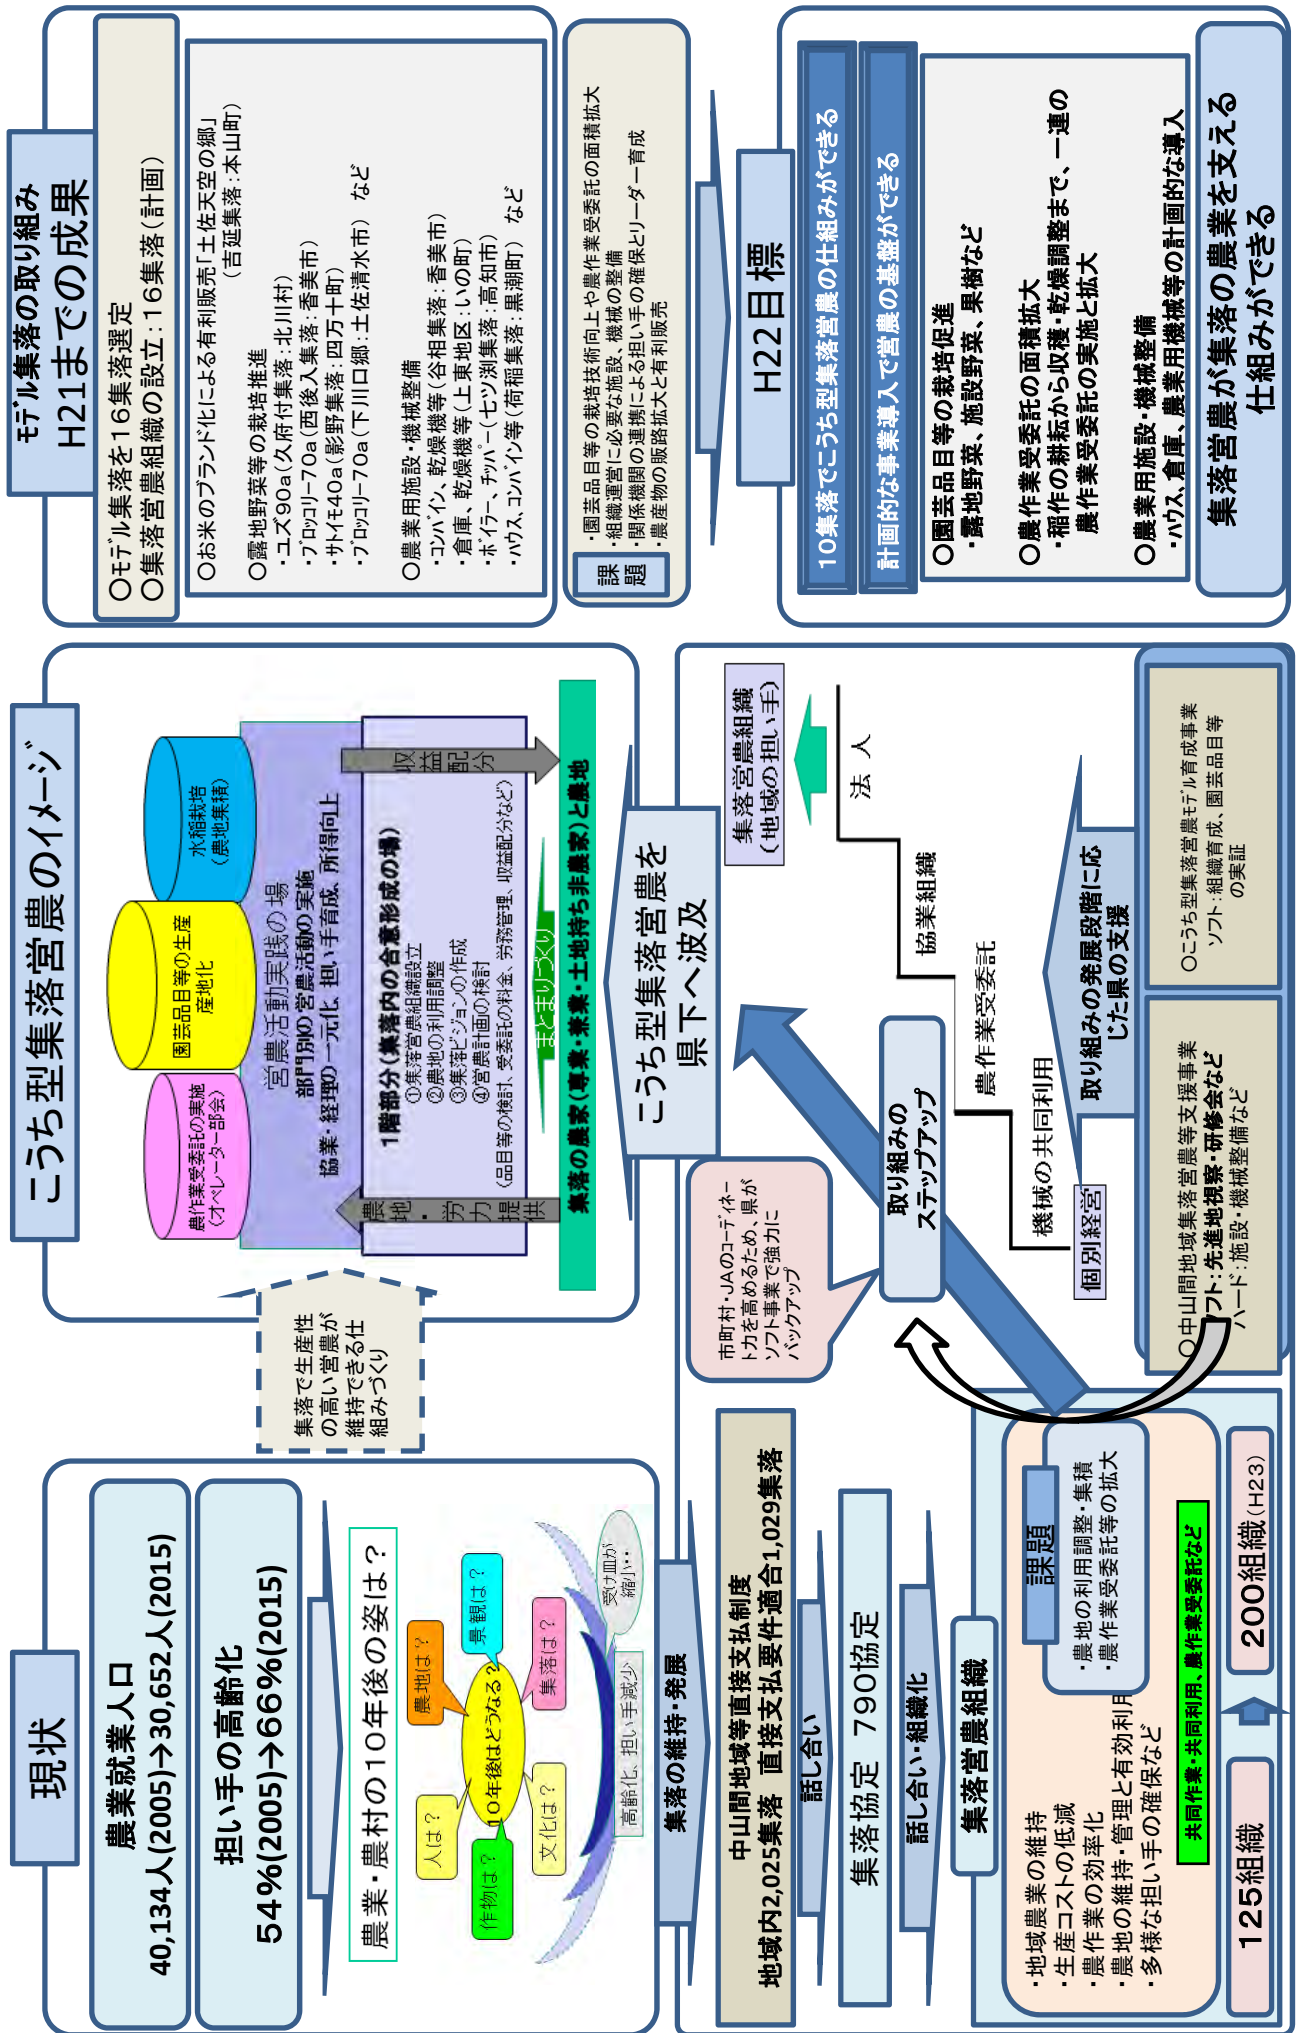 現状
農業就業人口
40,134人(2005)→30,652人(2015)
担い手の高齢化
54%(2005)→66%(2015)
農業・農村の10年後の姿は？
人は？
農地は？
景観は？
作物は？
10年後はどうなる？
文化は？
集落は？
高齢化、担い手減少
受け皿が
縮小・・
集落で生産性
の高い営農が
維持できる仕
組みづくり
こうち型集落営農のイメージ
農作業受委託の実施
(オペレーター部会)
園芸品目等の生産
産地化
水稲栽培
(農地集積)
営農活動実践の場
部門別の営農活動の実施
協業・経理の一元化、担い手育成、所得向上
1階部分(集落内の合意形成の場)
①集落営農組織設立
②農地の利用調整
③集落ビジョンの作成
④営農計画の検討
(品目等の検討、受委託の料金、労務管理、収益配分など)
農地・労力提供
収益配分
まとまりづくり
集落の農家(専業・兼業・土地持ち非農家)と農地
モデル集落の取り組み
H21までの成果
○モデル集落を16集落選定
○集落営農組織の設立：16集落(計画)
○お米のブランド化による有利販売「土佐天空の郷」
(吉延集落：本山町)
○露地野菜等の栽培推進
・ユズ90a(久府付集落：北川村)
・ブロッコリー70a(西後入集落：香美市)
・サトイモ40a(影野集落：四万十町)
・ブロッコリー70a(下川口郷：土佐清水市) など
○農業用施設・機械整備
・コンバイン、乾燥機等(谷相集落：香美市)
・倉庫、乾燥機等(上東地区：いの町)
・ボイラー、チッパー(七ツ渕集落：高知市)
・ハウス、コンバイン等(荷稲集落：黒潮町) など
課題
・園芸品目等の栽培技術向上や農作業受委託の面積拡大
・組織運営に必要な施設、機械の整備
・関係機関の連携による担い手の確保とリーダー育成
・農産物の販路拡大と有利販売
H22目標
10集落でこうち型集落営農の仕組みができる
計画的な事業導入で営農の基盤ができる
○園芸品目等の栽培促進
・露地野菜、施設野菜、果樹など
○農作業受委託の面積拡大
・稲作の耕耘から収穫・乾燥調整まで、一連の
農作業受委託の実施と拡大
○農業用施設・機械整備
・ハウス、倉庫、農業用機械等の計画的な導入
集落営農が集落の農業を支える
仕組みができる
集落の維持・発展
中山間地域等直接支払制度
地域内2,025集落 直接支払要件適合1,029集落
話し合い
集落協定 790協定
話し合い・組織化
集落営農組織
・地域農業の維持
・生産コストの低減
・農作業の効率化
・農地の維持・管理と有効利用
・多様な担い手の確保など
課題
・農地の利用調整・集積
・農作業受委託等の拡大
共同作業・共同利用、農作業受委託など
125組織
200組織(H23)
こうち型集落営農を
県下へ波及
市町村・JAのコーディネー
ト力を高めるため、県が
ソフト事業で強力に
バックアップ
取り組みの
ステップアップ
個別経営
機械の共同利用
農作業受委託
協業組織
法人
集落営農組織
(地域の担い手)
取り組みの発展段階に応
じた県の支援
○中山間地域集落営農等支援事業
ソフト：先進地視察・研修会など
ハード：施設・機械整備など
○こうち型集落営農モデル育成事業
ソフト：組織育成、園芸品目等
の実証